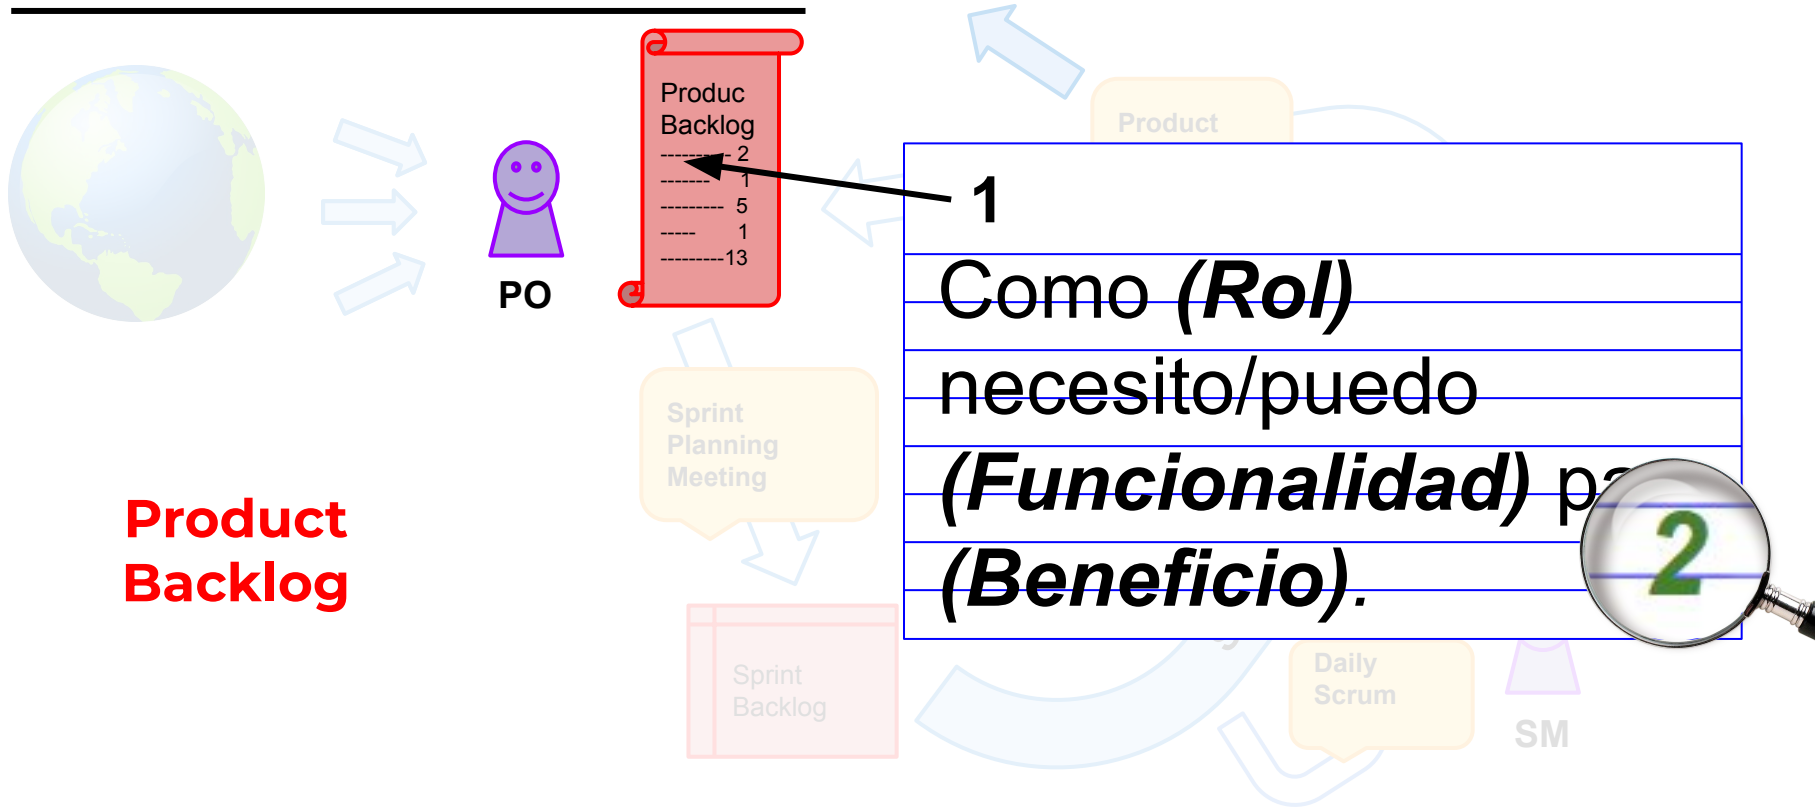 Produc
Backlog
---------- 2
------- 1
--------- 5
----- 1
---------13
PO
Product
Backlog
Product
1
Como (Rol)
necesito/puedo
(Funcionalidad)
(Beneficio).
2
Sprint
Planning
Meeting
Sprint
Backlog
Daily
Scrum
SM